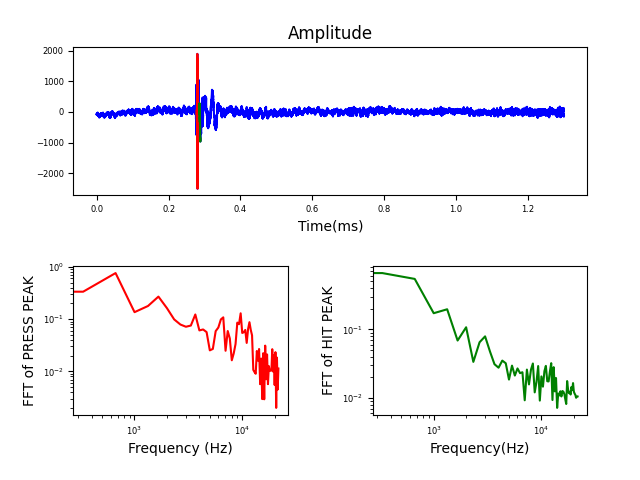 Amplitude
2000
1000
0
−1000
−2000
0.0 0.2 0.4 0.6 0.8 1.0 1.2
Time(ms)
FFT of PRESS PEAK
10⁰
10⁻¹
10⁻²
10³ 10⁴
Frequency (Hz)
FFT of HIT PEAK
10⁻¹
10⁻²
10³ 10⁴
Frequency(Hz)